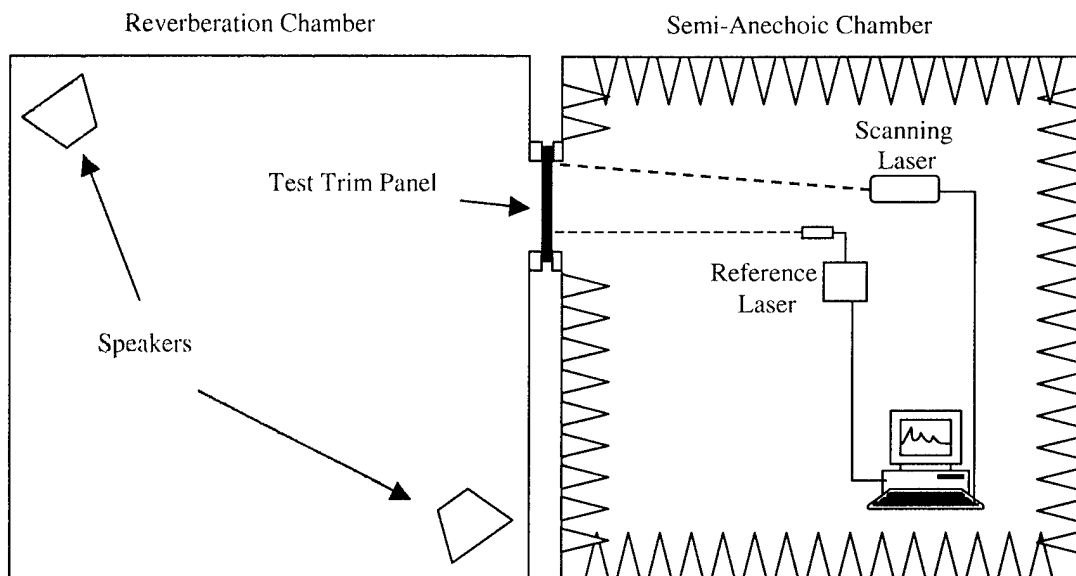 Reverberation Chamber
Semi-Anechoic Chamber
Scanning
Laser
Test Trim Panel
Reference
Laser
Speakers